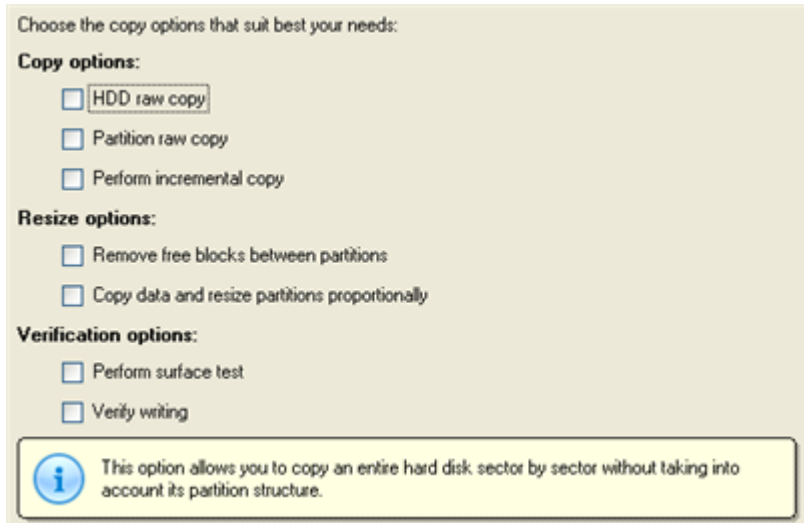 Choose the copy options that suit best your needs:
Copy options:
HDD raw copy
Partition raw copy
Perform incremental copy
Resize options:
Remove free blocks between partitions
Copy data and resize partitions proportionally
Verification options:
Perform surface test
Verify writing
This option allows you to copy an entire hard disk sector by sector without taking into
account its partition structure.